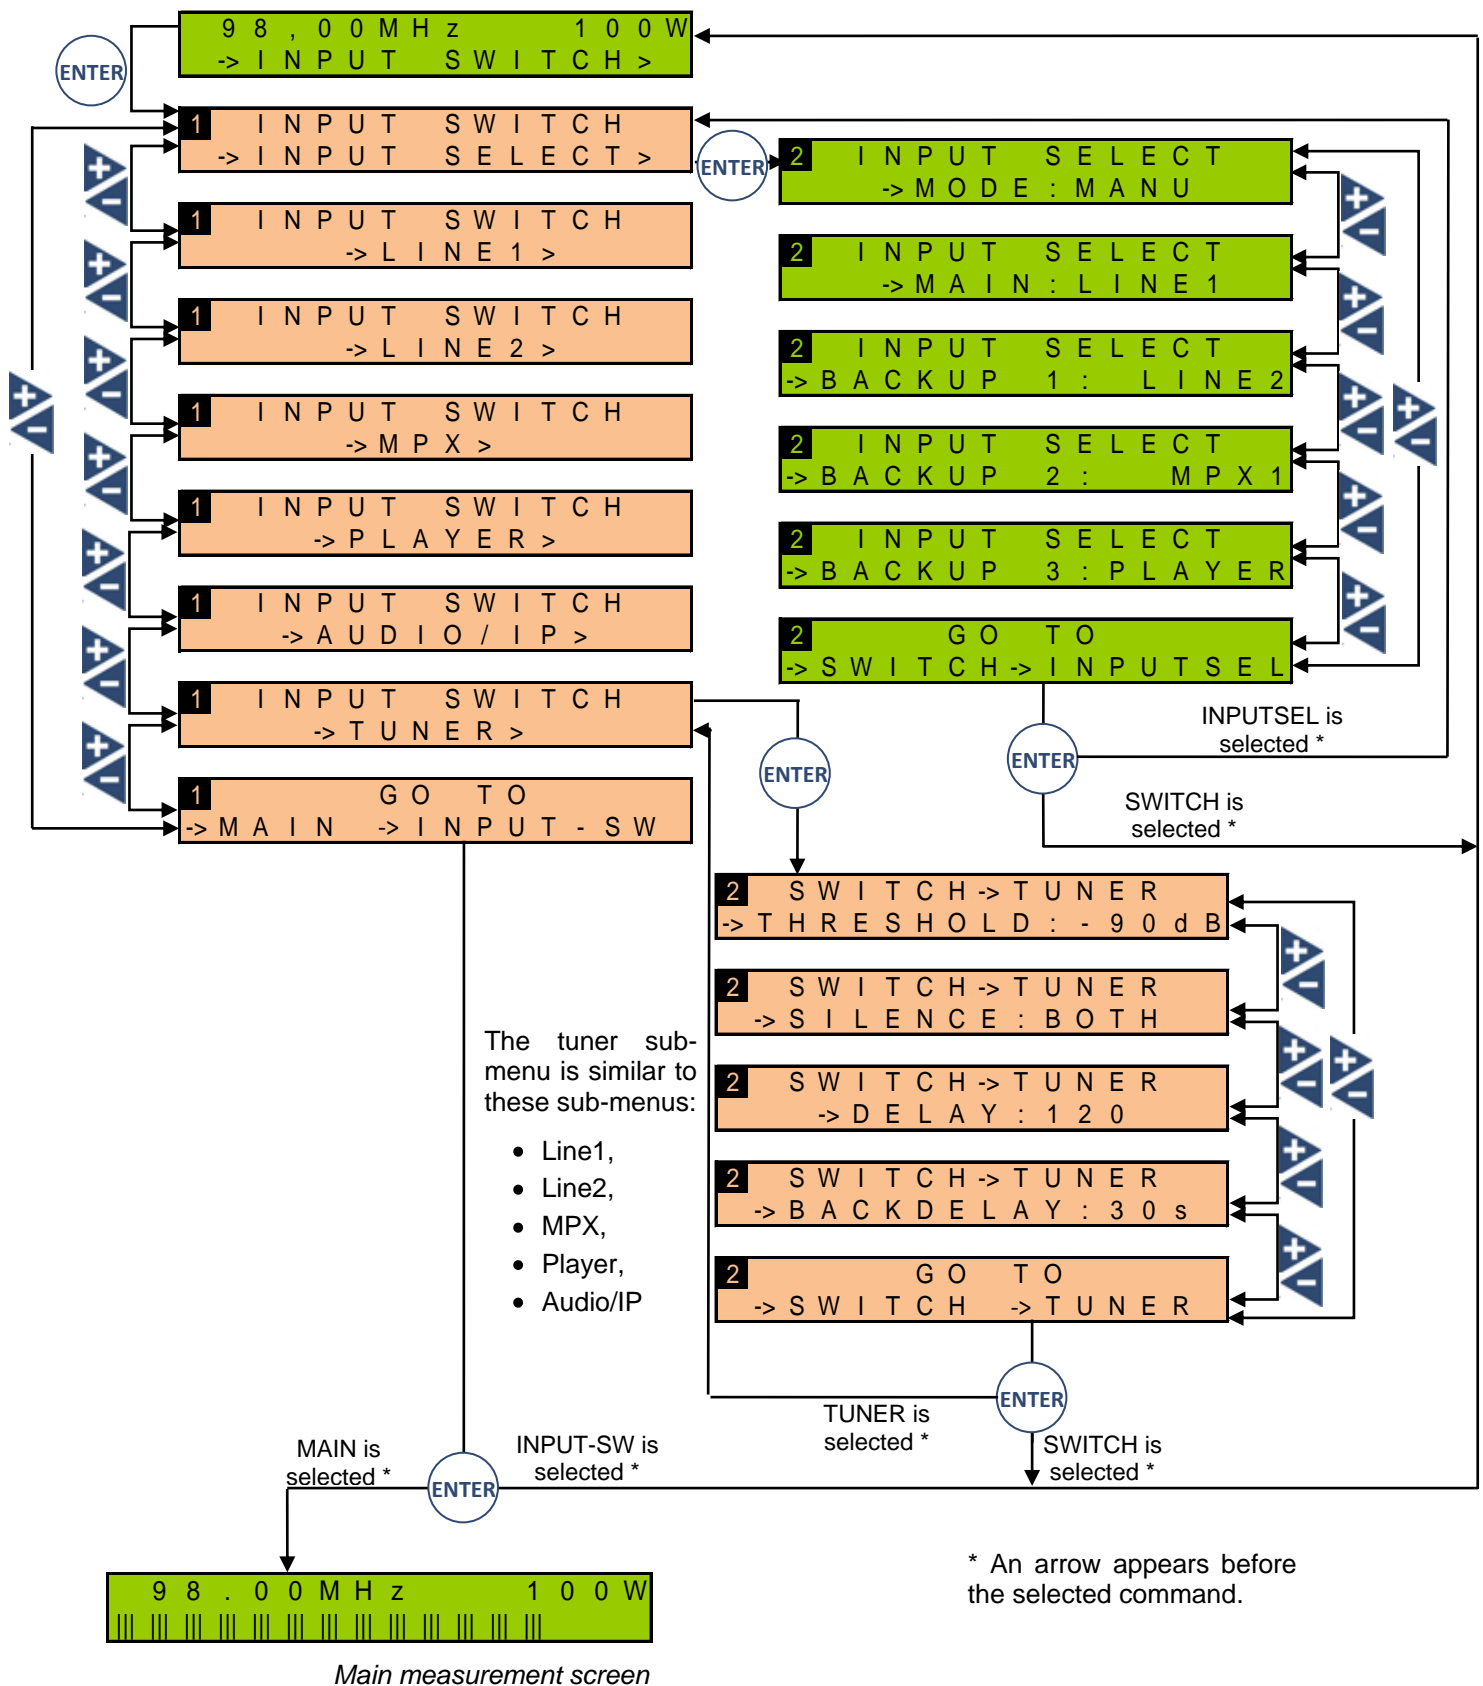 98,00MHz 100W
->INPUT SWITCH>
ENTER
1 INPUT SWITCH
->INPUT SELECT>
ENTER
1 INPUT SWITCH
->LINE1>
1 INPUT SWITCH
->LINE2>
1 INPUT SWITCH
->MPX>
1 INPUT SWITCH
->PLAYER>
1 INPUT SWITCH
->AUDIO/IP>
1 INPUT SWITCH
->TUNER>
1 GO TO
->MAIN ->INPUT-SW
2 INPUT SELECT
->MODE:MANU
2 INPUT SELECT
->MAIN:LINE1
2 INPUT SELECT
->BACKUP 1: LINE2
2 INPUT SELECT
->BACKUP 2: MPX1
2 INPUT SELECT
->BACKUP 3:PLAYER
2 GO TO
->SWITCH->INPUTSEL
INPUTSEL is
selected *
ENTER
SWITCH is
selected *
ENTER
2 SWITCH->TUNER
->THRESHOLD:-90dB
2 SWITCH->TUNER
->SILENCE:BOTH
2 SWITCH->TUNER
->DELAY:120
2 SWITCH->TUNER
->BACKDELAY:30s
2 GO TO
->SWITCH ->TUNER
The tuner sub-
menu is similar to
these sub-menus:
• Line1,
• Line2,
• MPX,
• Player,
• Audio/IP
ENTER
TUNER is
selected *
SWITCH is
selected *
MAIN is
selected *
ENTER
INPUT-SW is
selected *
98.00MHz 100W
Main measurement screen
* An arrow appears before
the selected command.